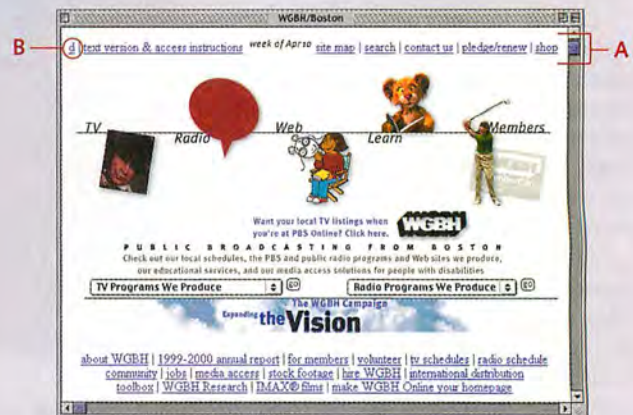 WGBH/Boston
B
d | text version & access instructions week of Apr 10 site map | search | contact us | pledge/renew | shop
A
TV
Radio
Web
Learn
Members
WGBH
Want your local TV listings when
you're at PBS Online? Click here.
WGBH
PUBLIC BROADCASTING FROM BOSTON
Check out our local schedules, the PBS and public radio programs and Web sites we produce,
our educational services, and our media access solutions for people with disabilities
TV Programs We Produce GO Radio Programs We Produce GO
The WGBH Campaign
Expanding the Vision
about WGBH | 1999-2000 annual report | for members | volunteer | tv schedules | radio schedule
community | jobs | media access | stock footage | hire WGBH | international distribution
toolbox | WGBH Research | IMAX® films | make WGBH Online your homepage